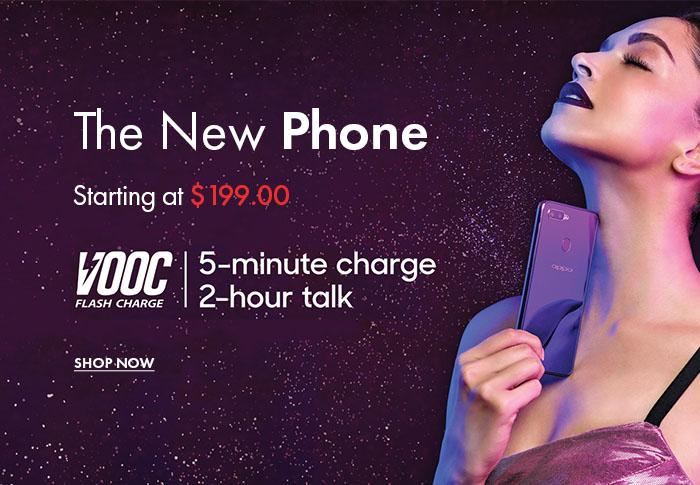 The New Phone
Starting at $199.00
VOOC
FLASH CHARGE
5-minute charge
2-hour talk
SHOP NOW
oppo